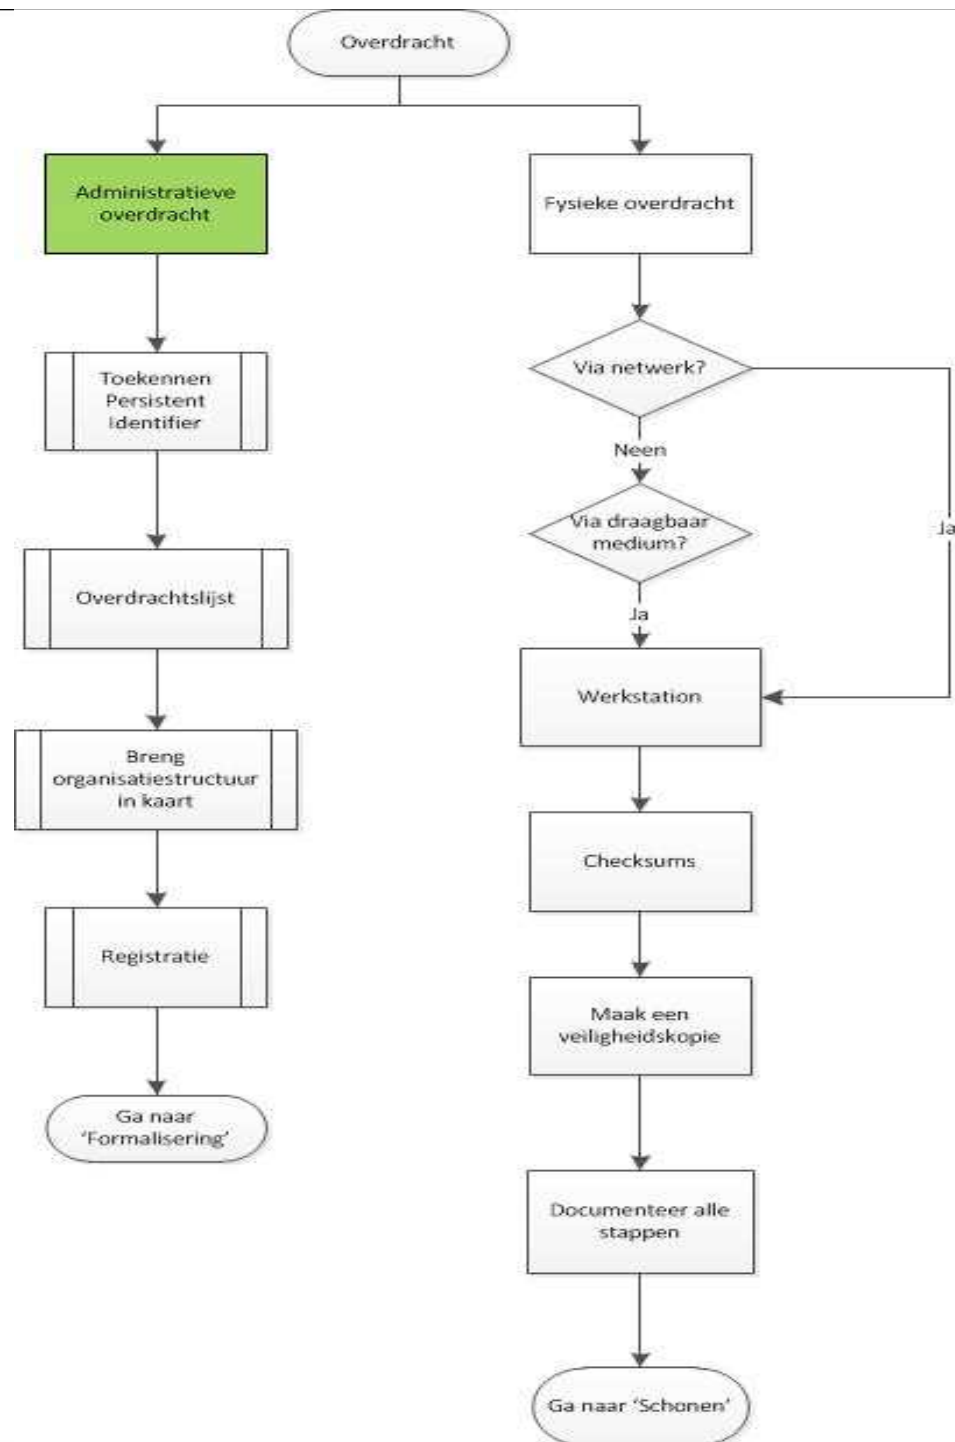 Overdracht
Administratieve
overdracht
Toekennen
Persistent
Identifier
Overdrachtslijst
Breng
organisatiestructuur
in kaart
Registratie
Ga naar
‘Formalisering’
Fysieke overdracht
Via netwerk?
Neen
Ja
Via draagbaar
medium?
Ja
Werkstation
Checksums
Maak een
veiligheidskopie
Documenteer alle
stappen
Ga naar ‘Schonen’